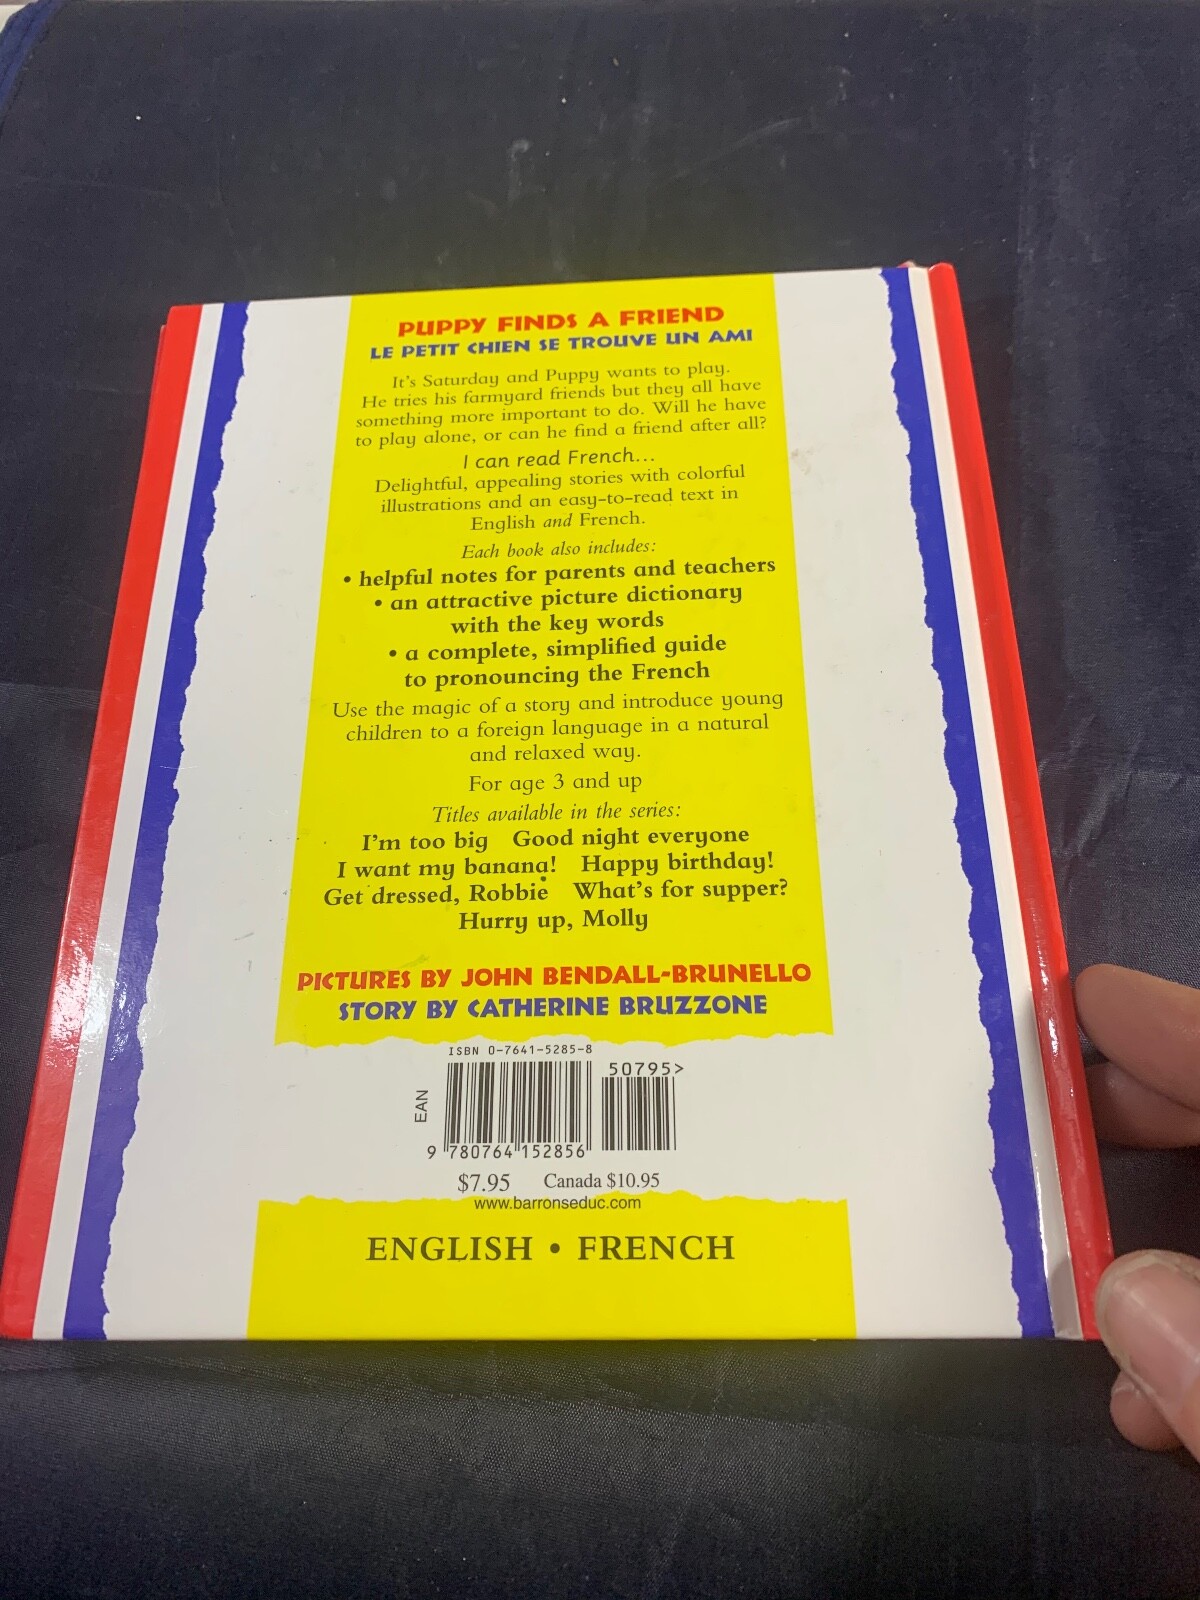 PUPPY FINDS A FRIEND
LE PETIT CHIEN SE TROUVE UN AMI
It's Saturday and Puppy wants to play.
He tries his farmyard friends but they all have
something more important to do. Will he have
to play alone, or can he find a friend after all?
I can read French...
Delightful, appealing stories with colorful
illustrations and an easy-to-read text in
English and French.
Each book also includes:
• helpful notes for parents and teachers
• an attractive picture dictionary
with the key words
• a complete, simplified guide
to pronouncing the French
Use the magic of a story and introduce young
children to a foreign language in a natural
and relaxed way.
For age 3 and up
Titles available in the series:
I'm too big Good night everyone
I want my banana! Happy birthday!
Get dressed, Robbie What's for supper?
Hurry up, Molly
PICTURES BY JOHN BENDALL-BRUNELLO
STORY BY CATHERINE BRUZZONE
ISBN 0-7641-5285-8
50795>
EAN
9 780764 152856
$7.95 Canada $10.95
www.barronseduc.com
ENGLISH • FRENCH